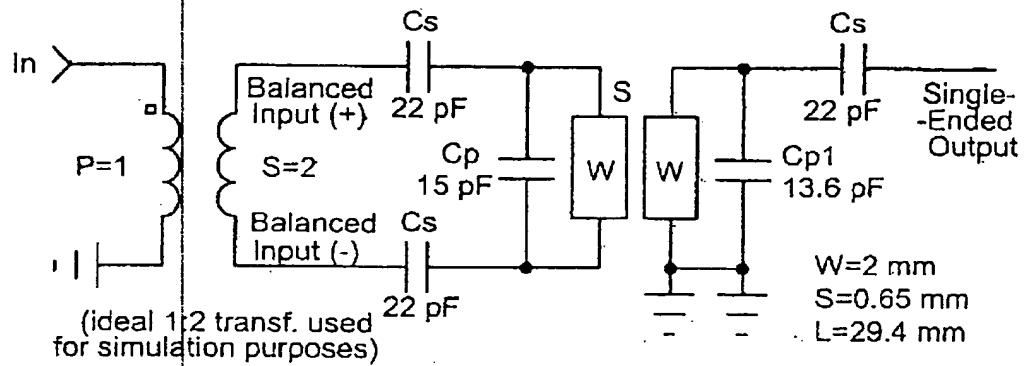 Cs
Cs
In
Balanced
Input (+)
22 pF
S
22 pF
Single-
-Ended
Output
P=1
S=2
Cp
15 pF
W
W
Cp1
13.6 pF
Balanced
Input (-)
Cs
22 pF
W=2 mm
S=0.65 mm
L=29.4 mm
(ideal 1:2 transf. used
for simulation purposes)